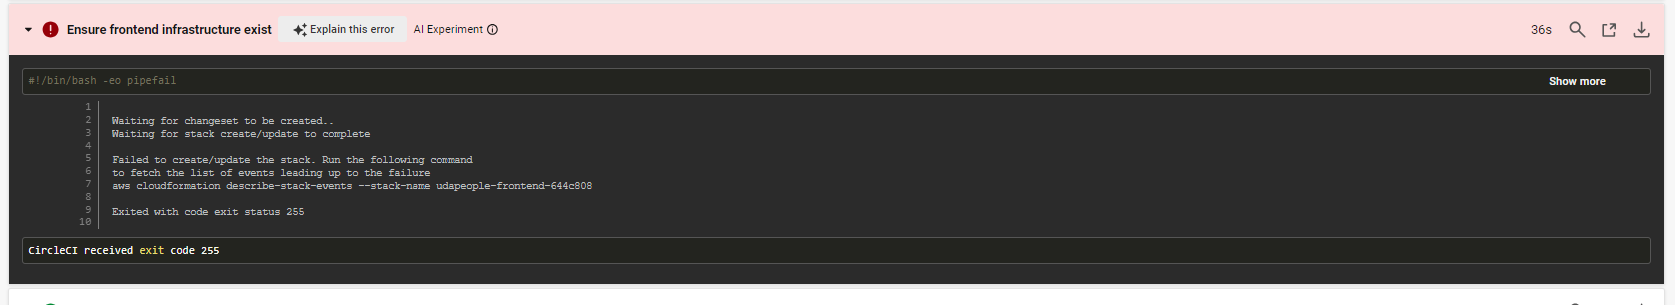 Ensure frontend infrastructure exist Explain this error AI Experiment 36s
#!/bin/bash -eo pipefail Show more
1
2 Waiting for changeset to be created..
3 Waiting for stack create/update to complete
4
5 Failed to create/update the stack. Run the following command
6 to fetch the list of events leading up to the failure
7 aws cloudformation describe-stack-events --stack-name udapeople-frontend-644c808
8
9 Exited with code exit status 255
10
CircleCI received exit code 255